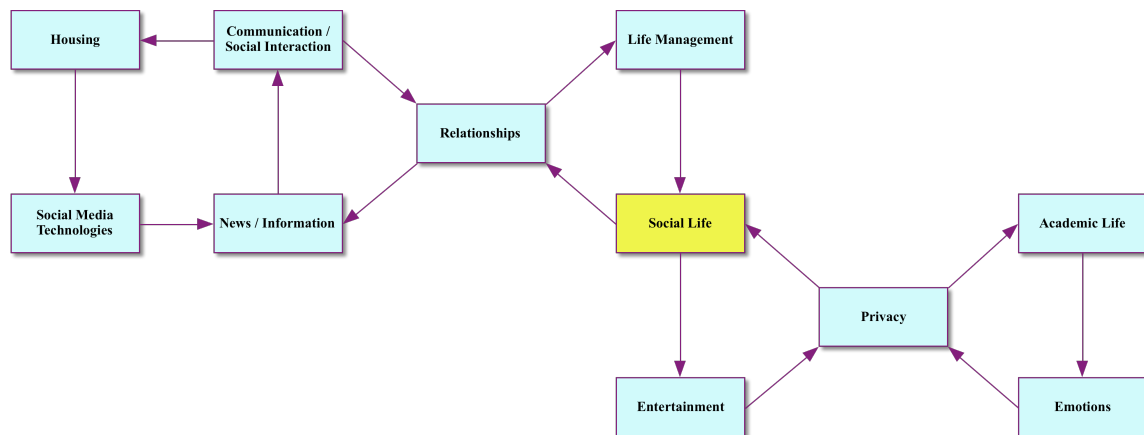 Housing
Communication /
Social Interaction
Life Management
Relationships
Social Media
Technologies
News / Information
Social Life
Academic Life
Privacy
Entertainment
Emotions